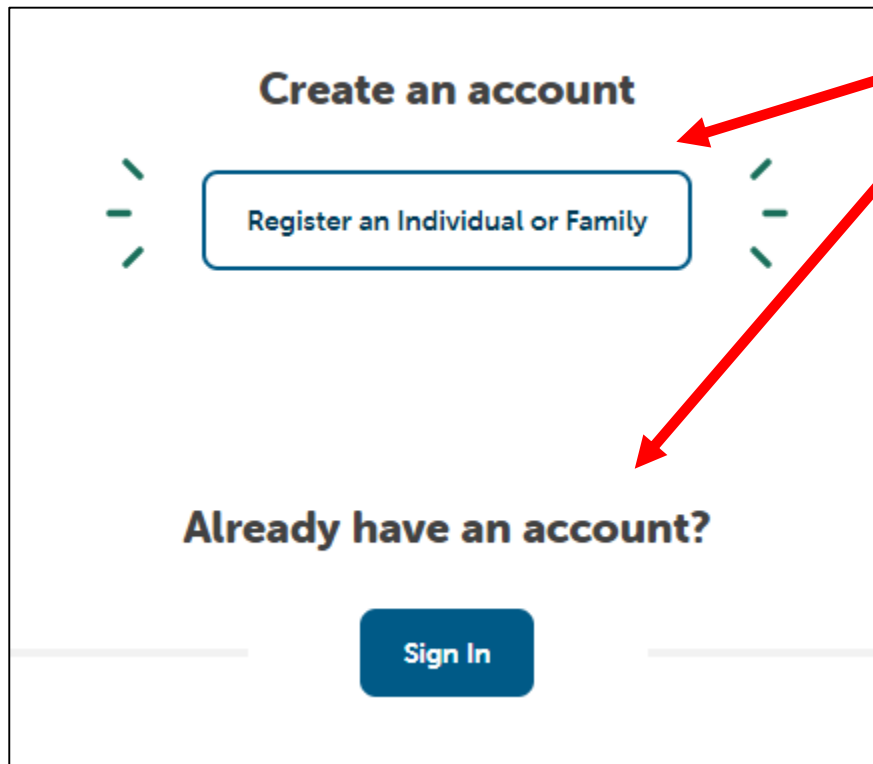 Create an account
Register an Individual or Family
Already have an account?
Sign In